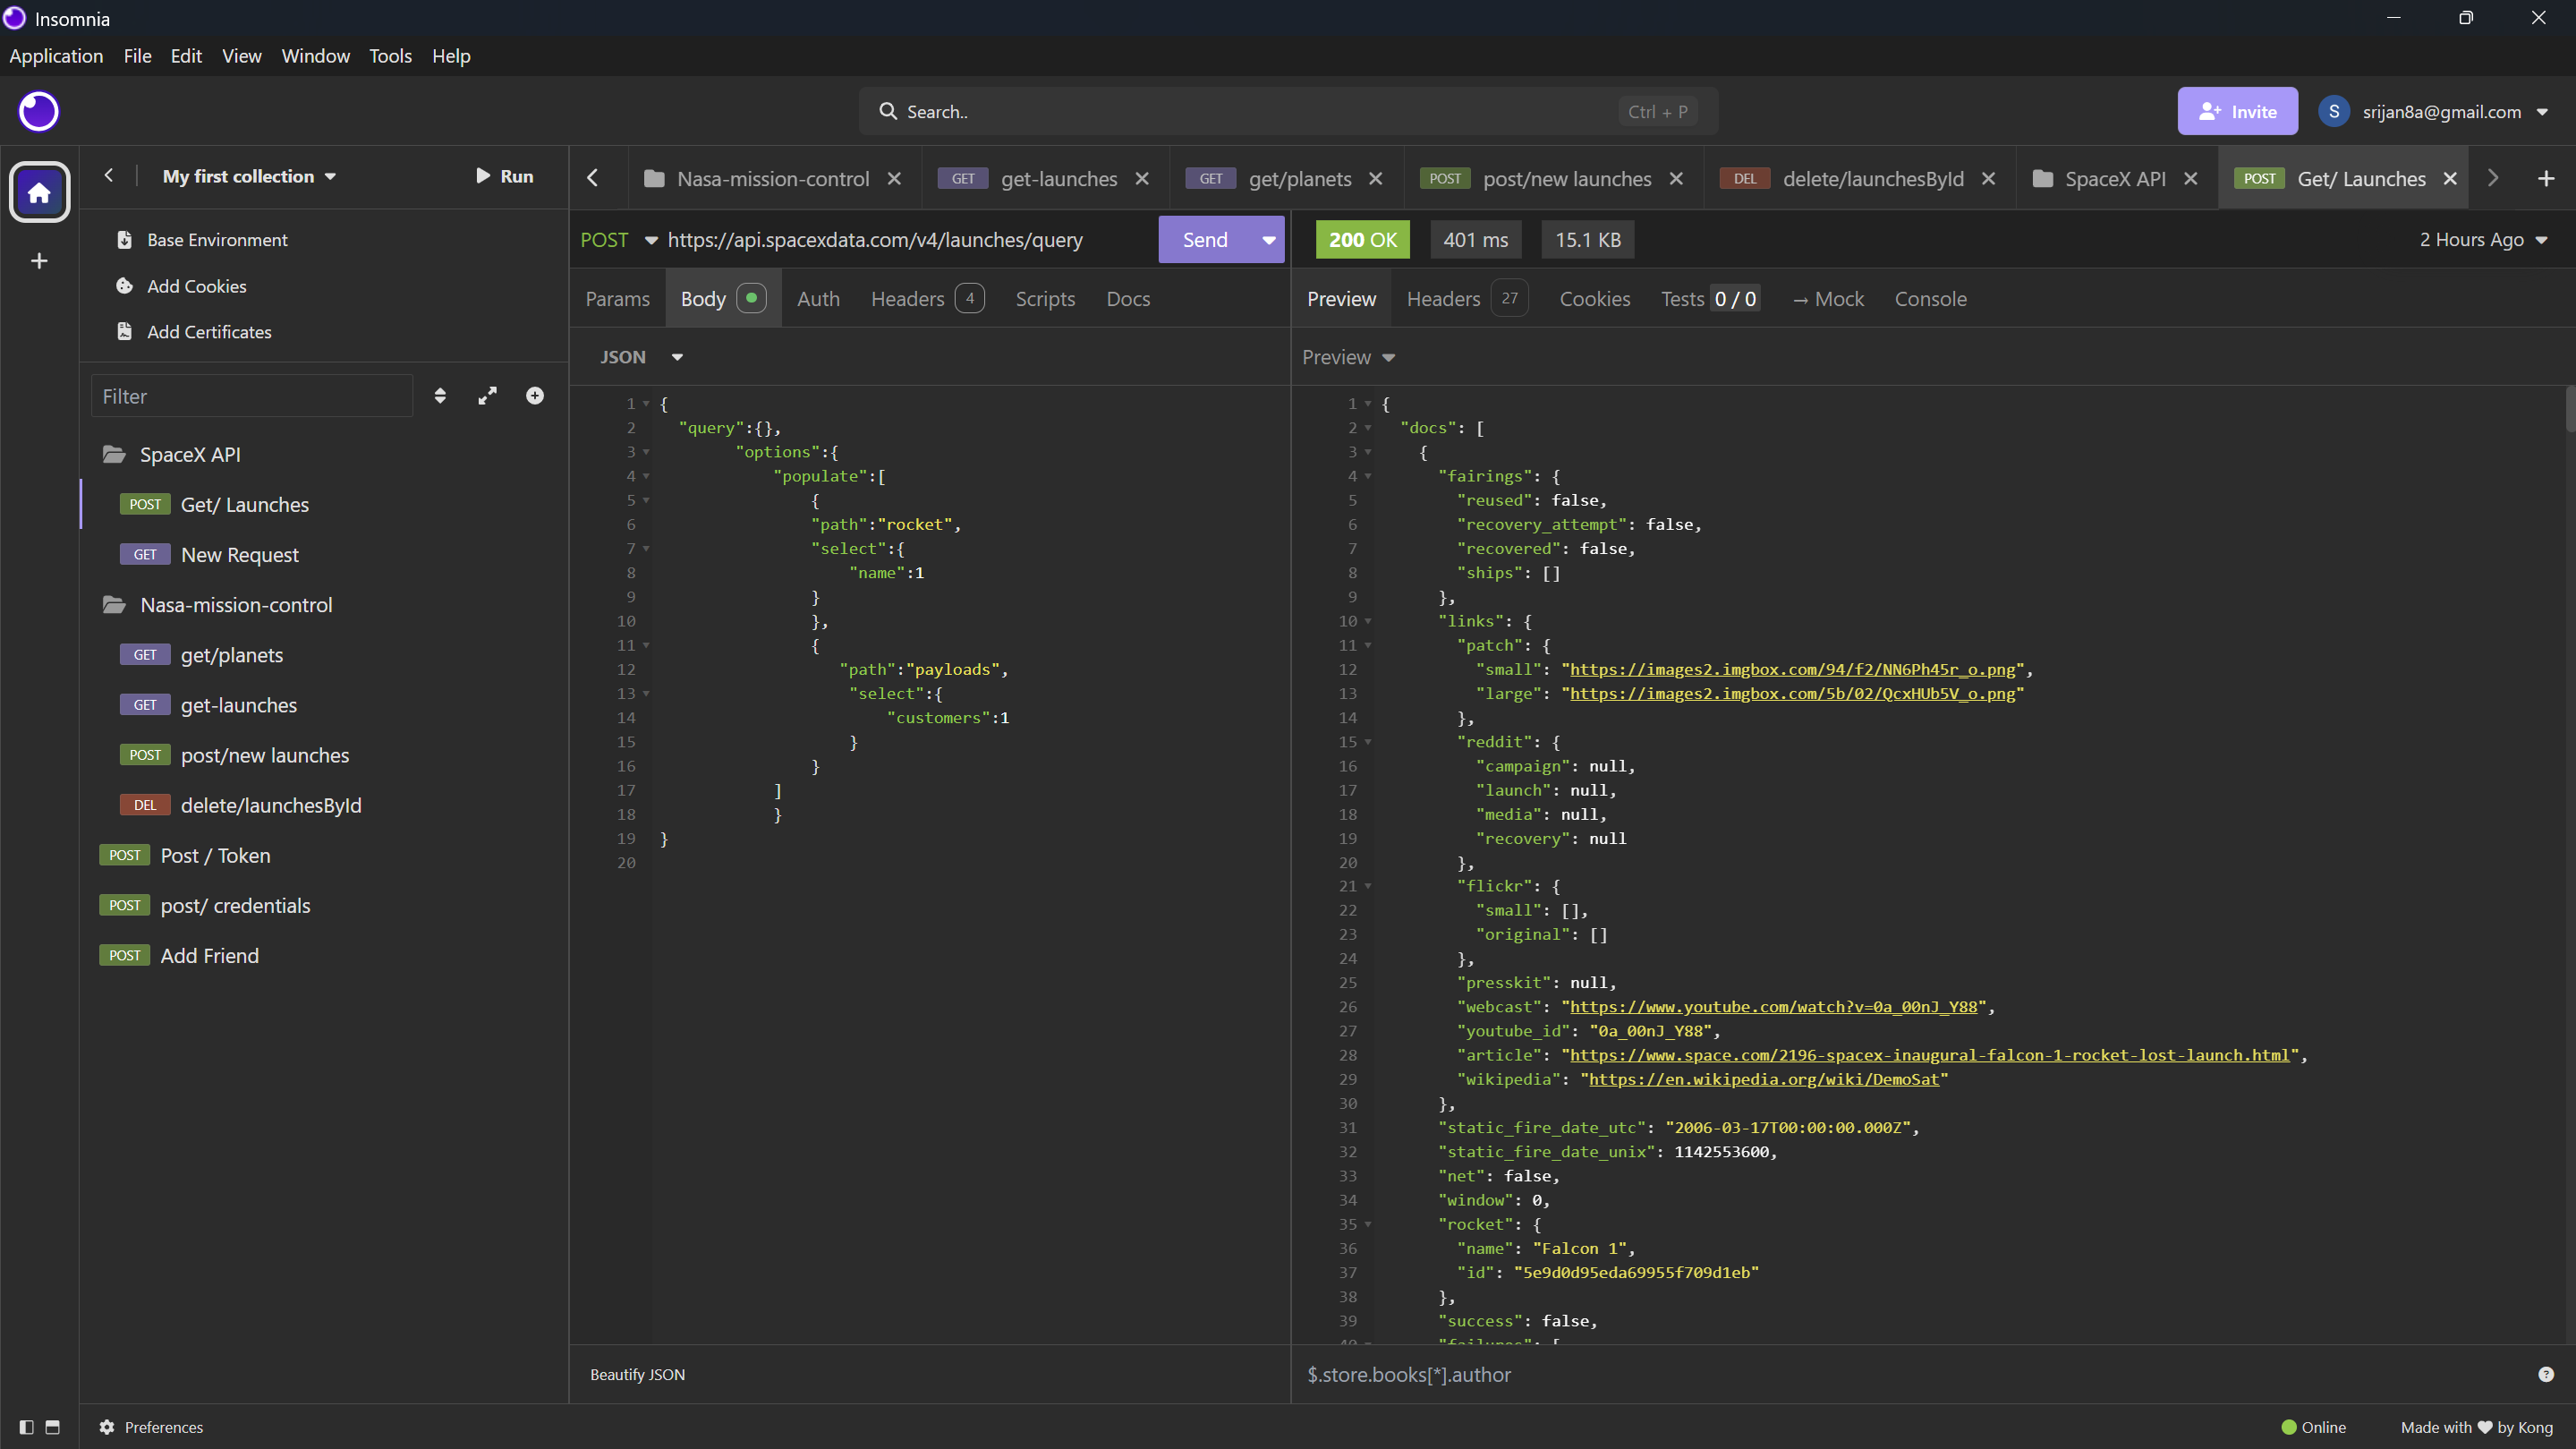 Insomnia
Application File Edit View Window Tools Help
Search.. Ctrl + P
Invite
S srijan8a@gmail.com
My first collection Run
Nasa-mission-control GET get-launches GET get/planets POST post/new launches DEL delete/launchesById SpaceX API POST Get/ Launches
Base Environment
Add Cookies
Add Certificates
Filter
SpaceX API
POST Get/ Launches
GET New Request
Nasa-mission-control
GET get/planets
GET get-launches
POST post/new launches
DEL delete/launchesById
POST Post / Token
POST post/ credentials
POST Add Friend
POST https://api.spacexdata.com/v4/launches/query Send
Params Body Auth Headers 4 Scripts Docs
JSON
1 {
2 "query":{},
3 "options":{
4 "populate":[
5 {
6 "path":"rocket",
7 "select":{
8 "name":1
9 }
10 },
11 {
12 "path":"payloads",
13 "select":{
14 "customers":1
15 }
16 }
17 ]
18 }
19 }
20
Beautify JSON
200 OK 401 ms 15.1 KB 2 Hours Ago
Preview Headers 27 Cookies Tests 0 / 0 → Mock Console
Preview
1 {
2 "docs": [
3 {
4 "fairings": {
5 "reused": false,
6 "recovery_attempt": false,
7 "recovered": false,
8 "ships": []
9 },
10 "links": {
11 "patch": {
12 "small": "https://images2.imgbox.com/94/f2/NN6Ph45r_o.png",
13 "large": "https://images2.imgbox.com/5b/02/QcxHUb5V_o.png"
14 },
15 "reddit": {
16 "campaign": null,
17 "launch": null,
18 "media": null,
19 "recovery": null
20 },
21 "flickr": {
22 "small": [],
23 "original": []
24 },
25 "presskit": null,
26 "webcast": "https://www.youtube.com/watch?v=0a_00nJ_Y88",
27 "youtube_id": "0a_00nJ_Y88",
28 "article": "https://www.space.com/2196-spacex-inaugural-falcon-1-rocket-lost-launch.html",
29 "wikipedia": "https://en.wikipedia.org/wiki/DemoSat"
30 },
31 "static_fire_date_utc": "2006-03-17T00:00:00.000Z",
32 "static_fire_date_unix": 1142553600,
33 "net": false,
34 "window": 0,
35 "rocket": {
36 "name": "Falcon 1",
37 "id": "5e9d0d95eda69955f709d1eb"
38 },
39 "success": false,
40 "failures": [
$.store.books[*].author
Preferences
Online Made with ♥ by Kong